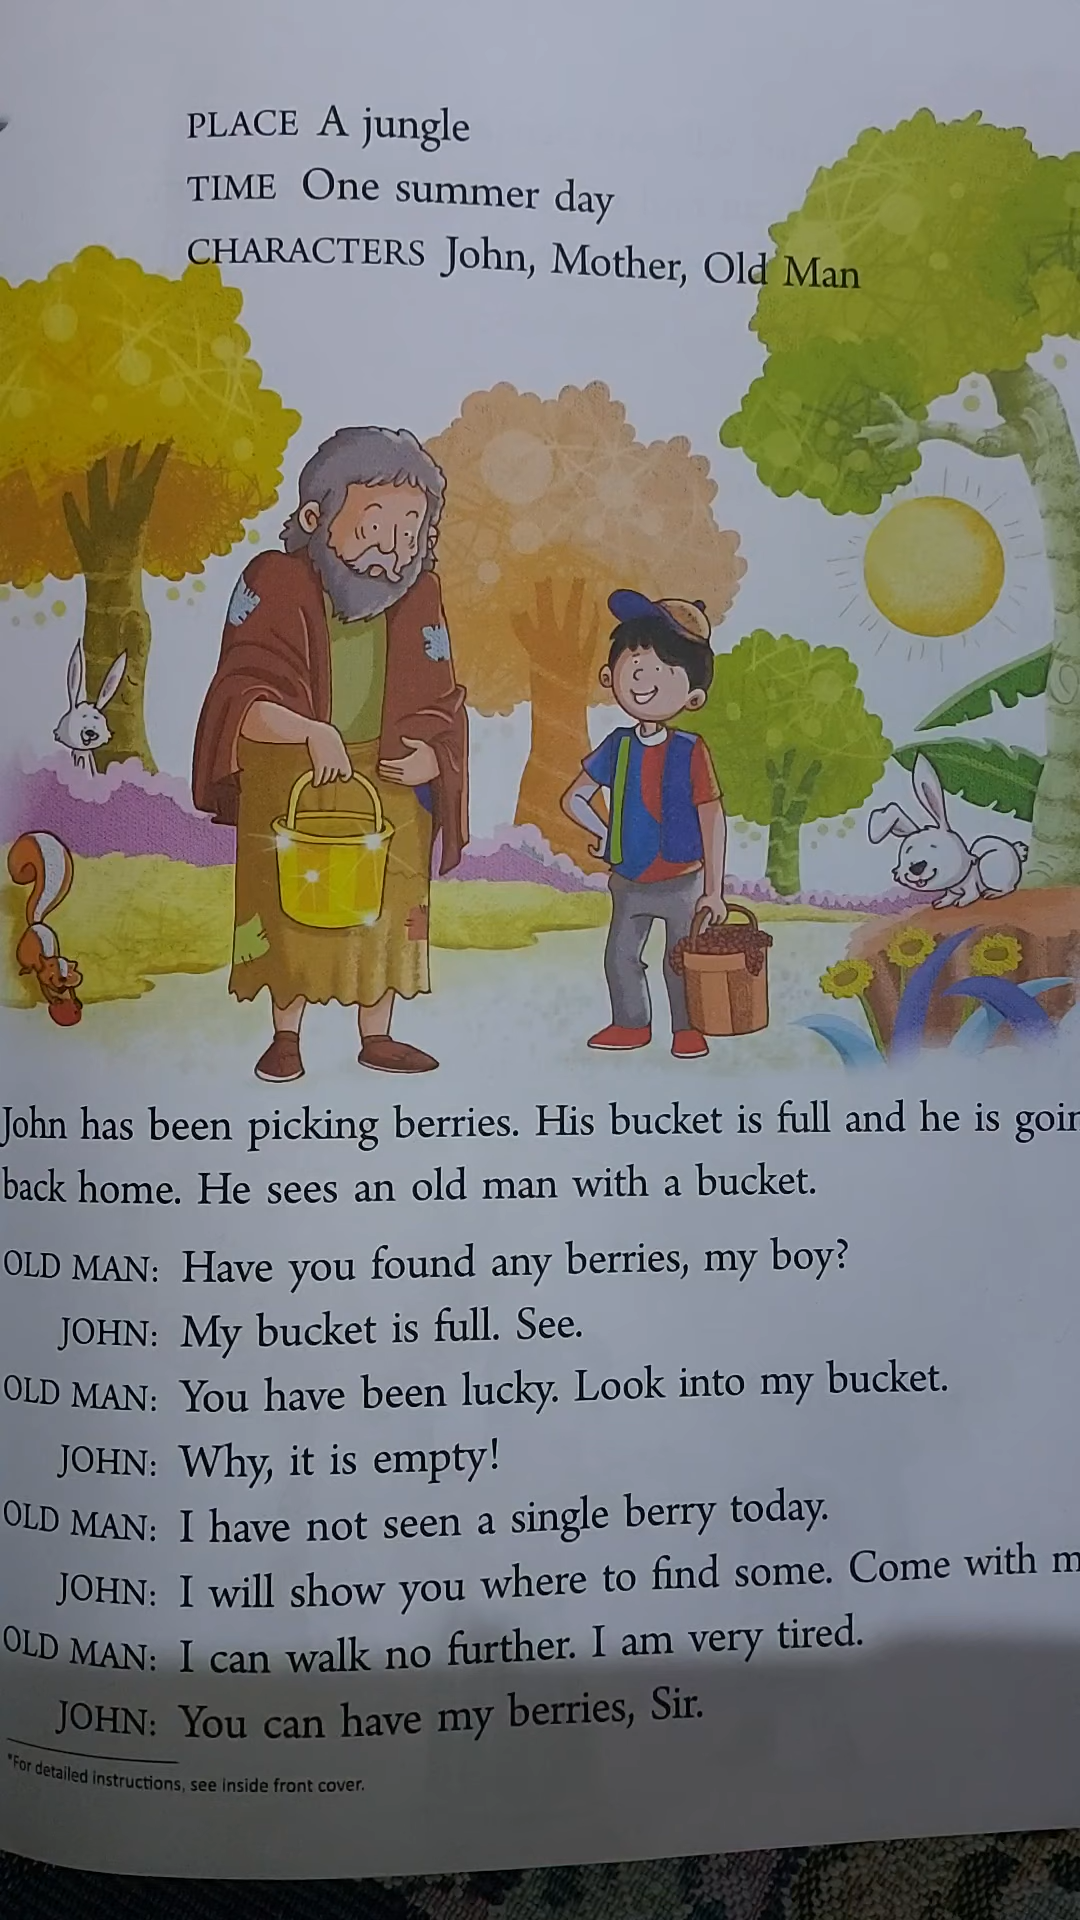 PLACE A jungle
TIME One summer day
CHARACTERS John, Mother, Old Man
John has been picking berries. His bucket is full and he is goin
back home. He sees an old man with a bucket.
OLD MAN: Have you found any berries, my boy?
JOHN: My bucket is full. See.
OLD MAN: You have been lucky. Look into my bucket.
JOHN: Why, it is empty!
OLD MAN: I have not seen a single berry today.
JOHN: I will show you where to find some. Come with m
OLD MAN: I can walk no further. I am very tired.
JOHN: You can have my berries, Sir.
*For detailed instructions, see inside front cover.